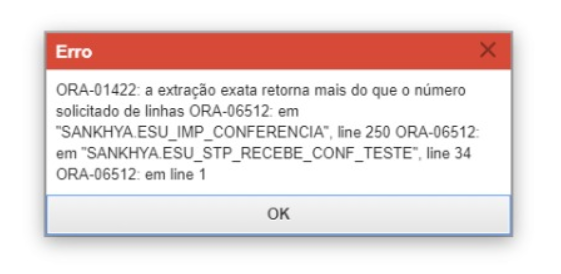 Erro
ORA-01422: a extração exata retorna mais do que o número
solicitado de linhas ORA-06512: em
"SANKHYA.ESU_IMP_CONFERENCIA", line 250 ORA-06512:
em "SANKHYA.ESU_STP_RECEBE_CONF_TESTE", line 34
ORA-06512: em line 1
OK